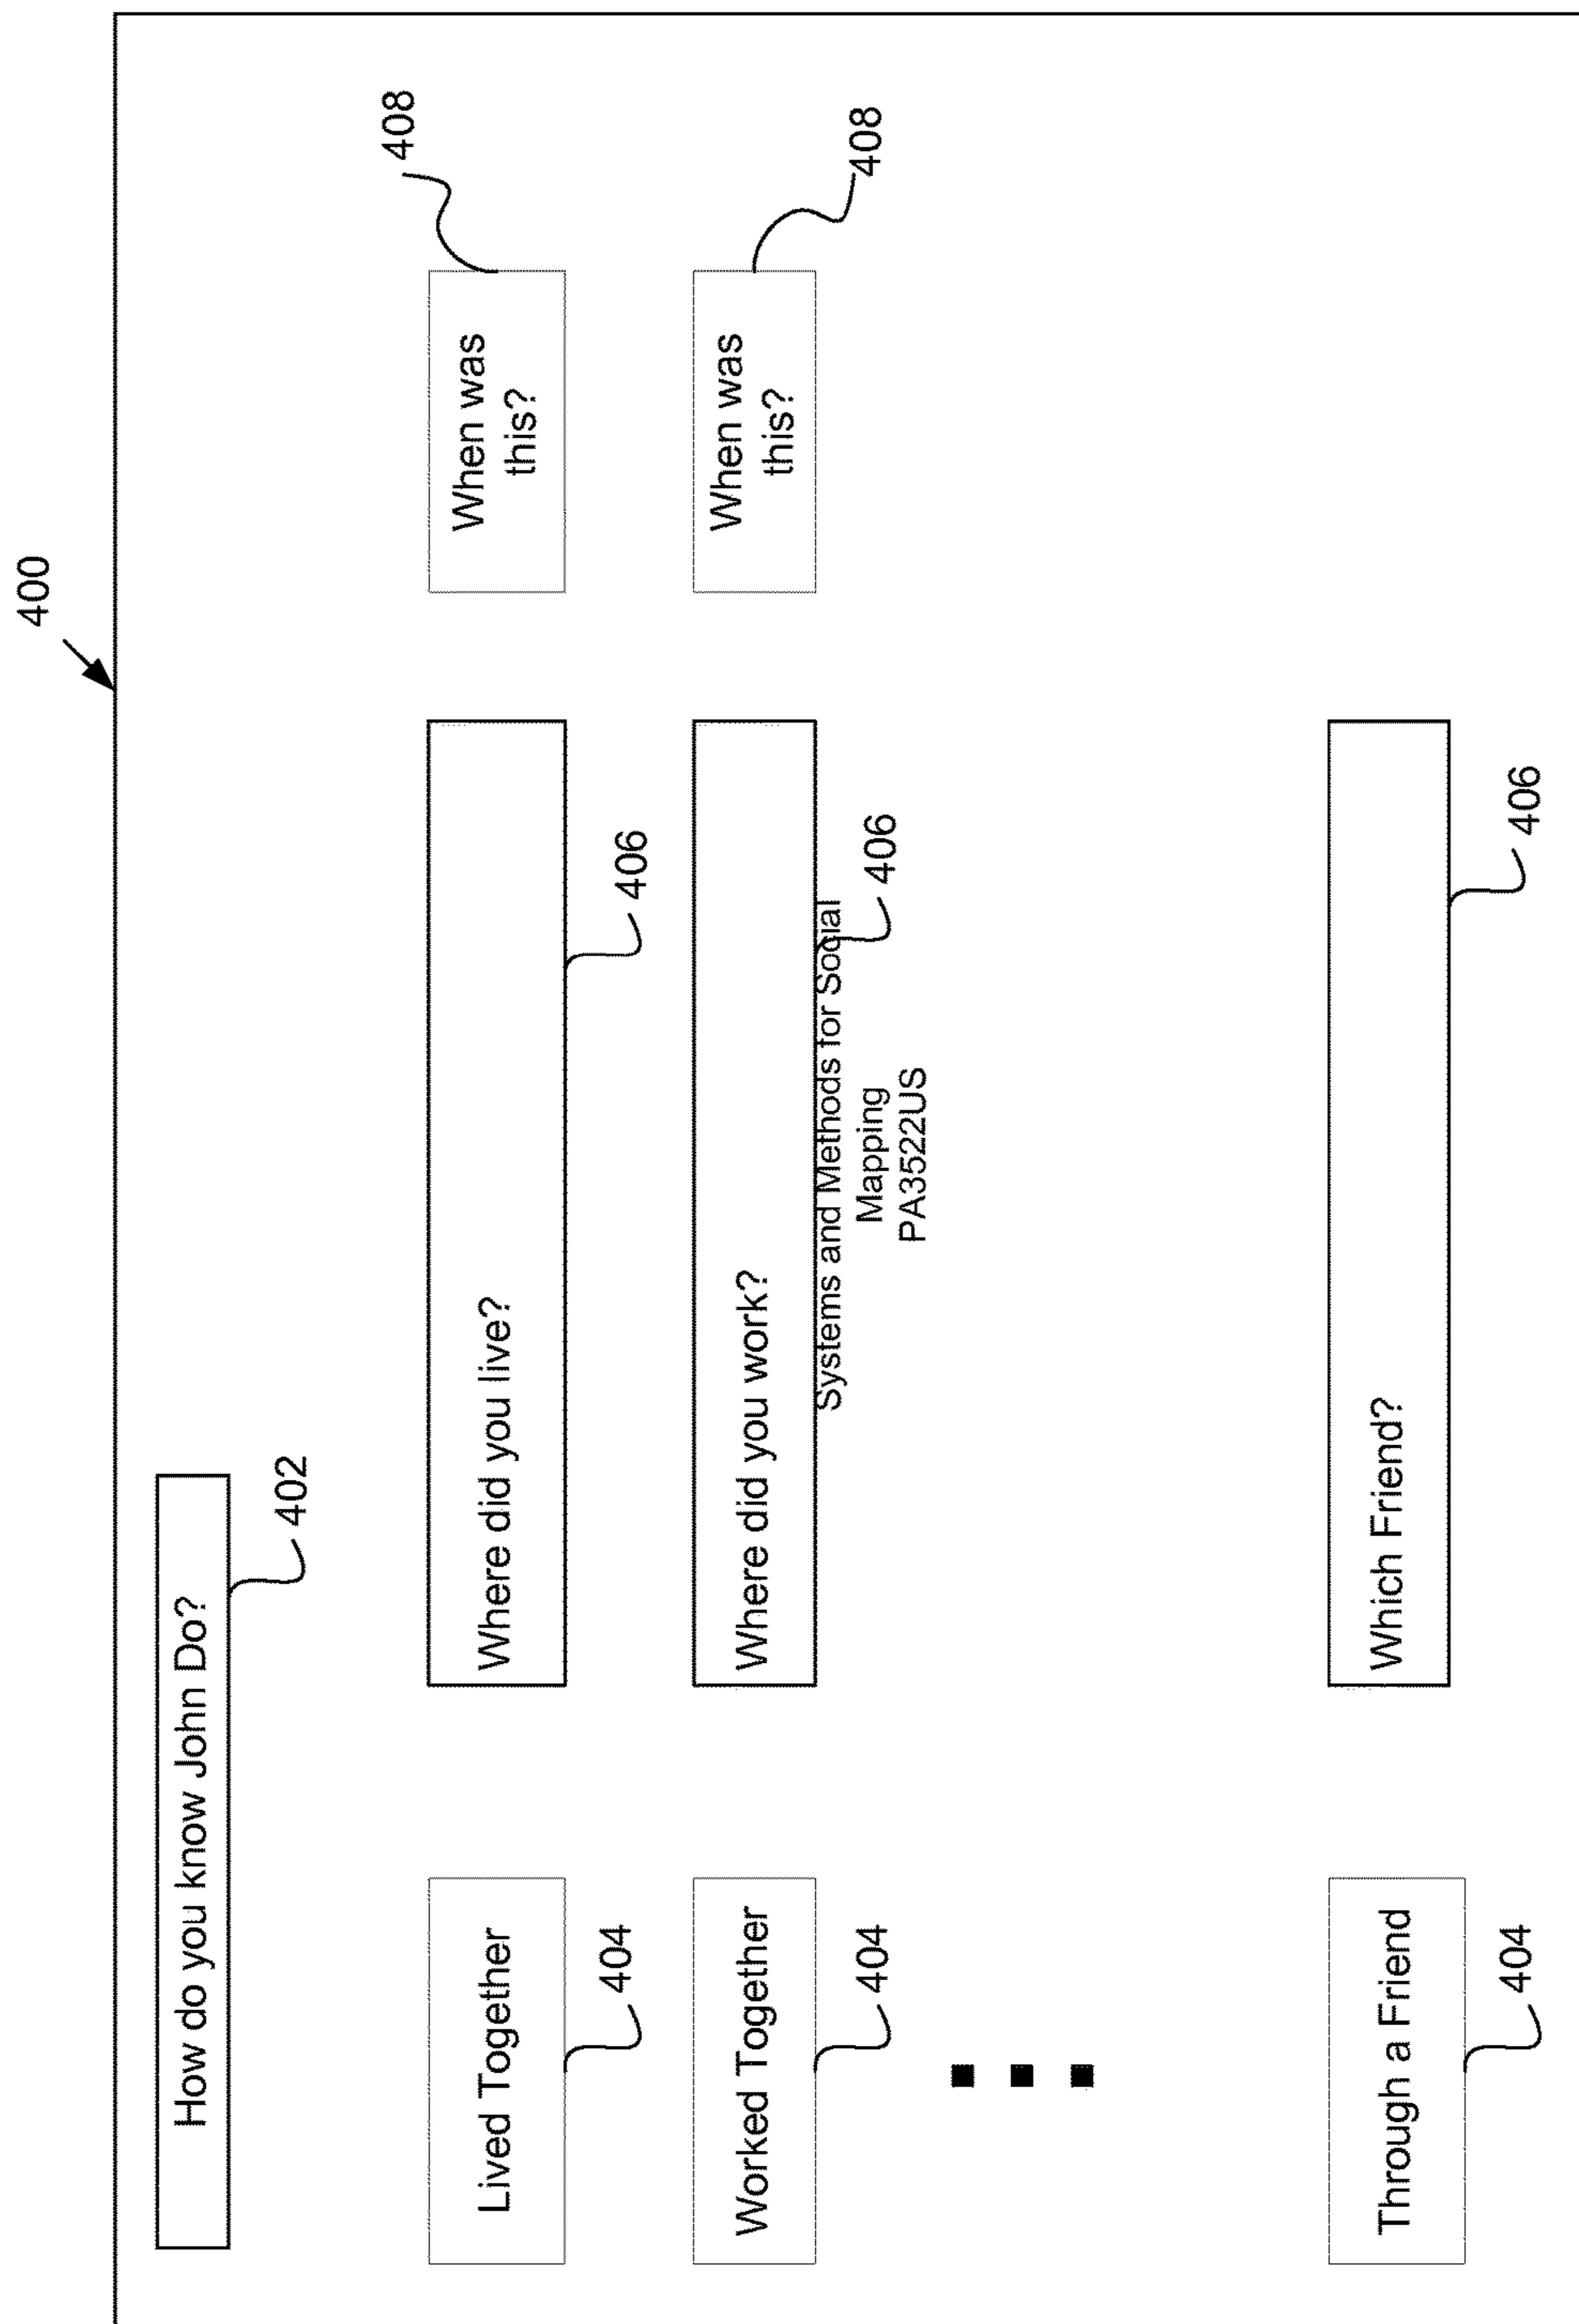 400
How do you know John Do?
402
Lived Together
404
Where did you live?
406
When was
this?
408
Worked Together
404
Where did you work?
406
When was
this?
408
Systems and Methods for Social
Mapping
PA3522US
Through a Friend
404
Which Friend?
406